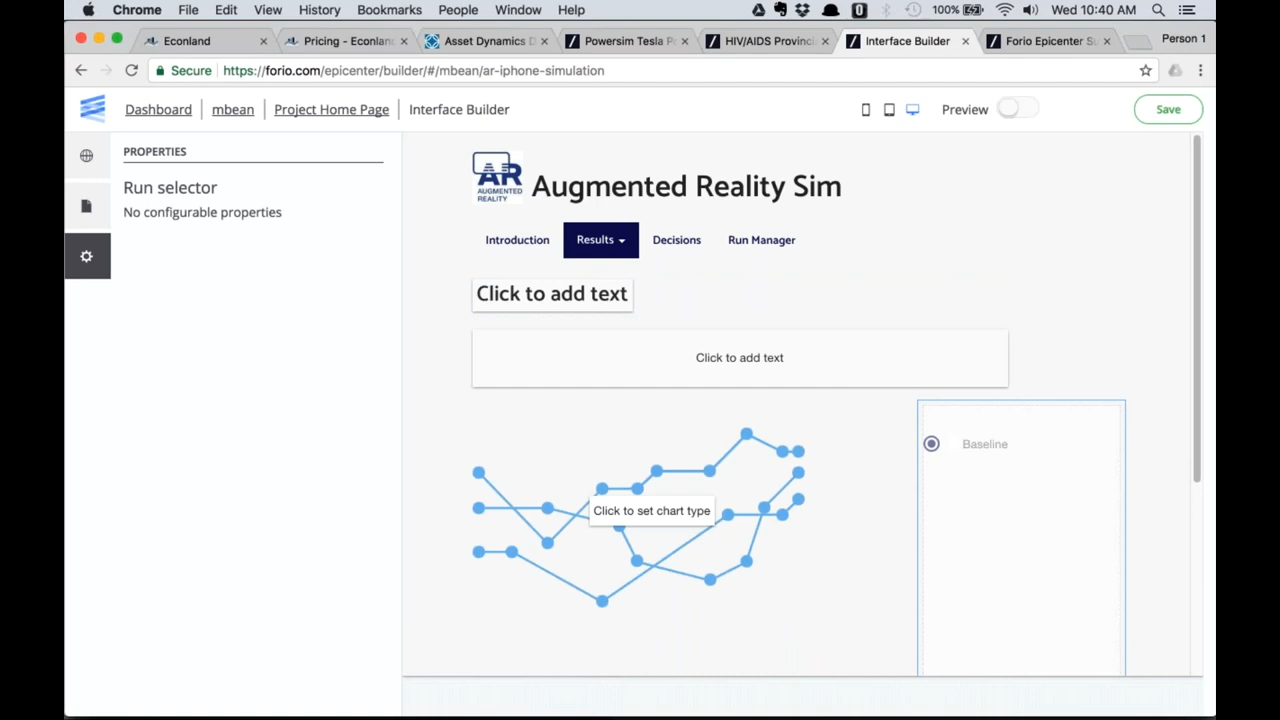 Chrome File Edit View History Bookmarks People Window Help 100% Wed 10:40 AM
Econland Pricing - Econlan Asset Dynamics D Powersim Tesla P HIV/AIDS Provinci Interface Builder Forio Epicenter Su Person 1
Secure https://forio.com/epicenter/builder/#/mbean/ar-iphone-simulation
Dashboard mbean Project Home Page Interface Builder Preview Save
PROPERTIES
Run selector
No configurable properties
AR
AUGMENTED
REALITY
Augmented Reality Sim
Introduction Results Decisions Run Manager
Click to add text
Click to add text
Baseline
Click to set chart type